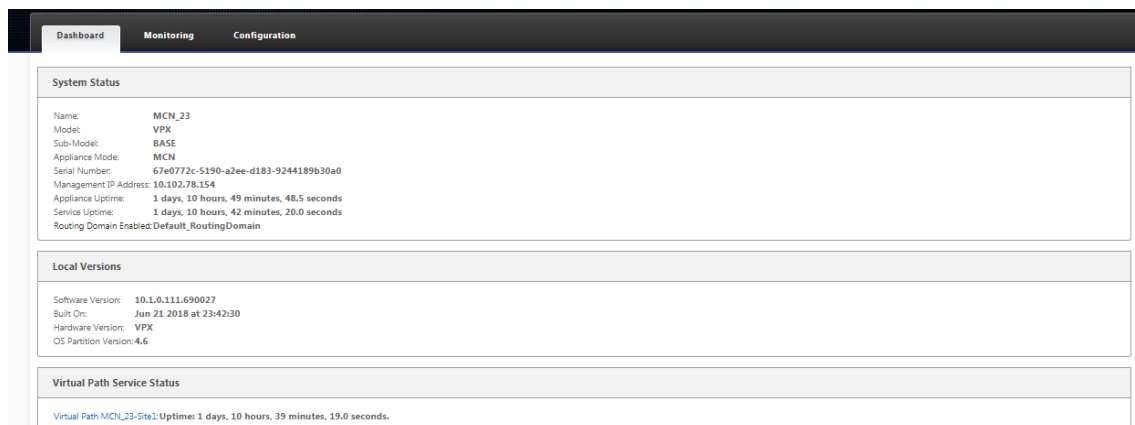 Dashboard Monitoring Configuration
System Status
Name: MCN_23
Model: VPX
Sub-Model: BASE
Appliance Mode: MCN
Serial Number: 67e0772c-5190-a2ee-d183-9244189b30a0
Management IP Address: 10.102.78.154
Appliance Uptime: 1 days, 10 hours, 49 minutes, 48.5 seconds
Service Uptime: 1 days, 10 hours, 42 minutes, 20.0 seconds
Routing Domain Enabled: Default_RoutingDomain
Local Versions
Software Version: 10.1.0.111.690027
Built On: Jun 21 2018 at 23:42:30
Hardware Version: VPX
OS Partition Version: 4.6
Virtual Path Service Status
Virtual Path MCN_23-Site1: Uptime: 1 days, 10 hours, 39 minutes, 19.0 seconds.